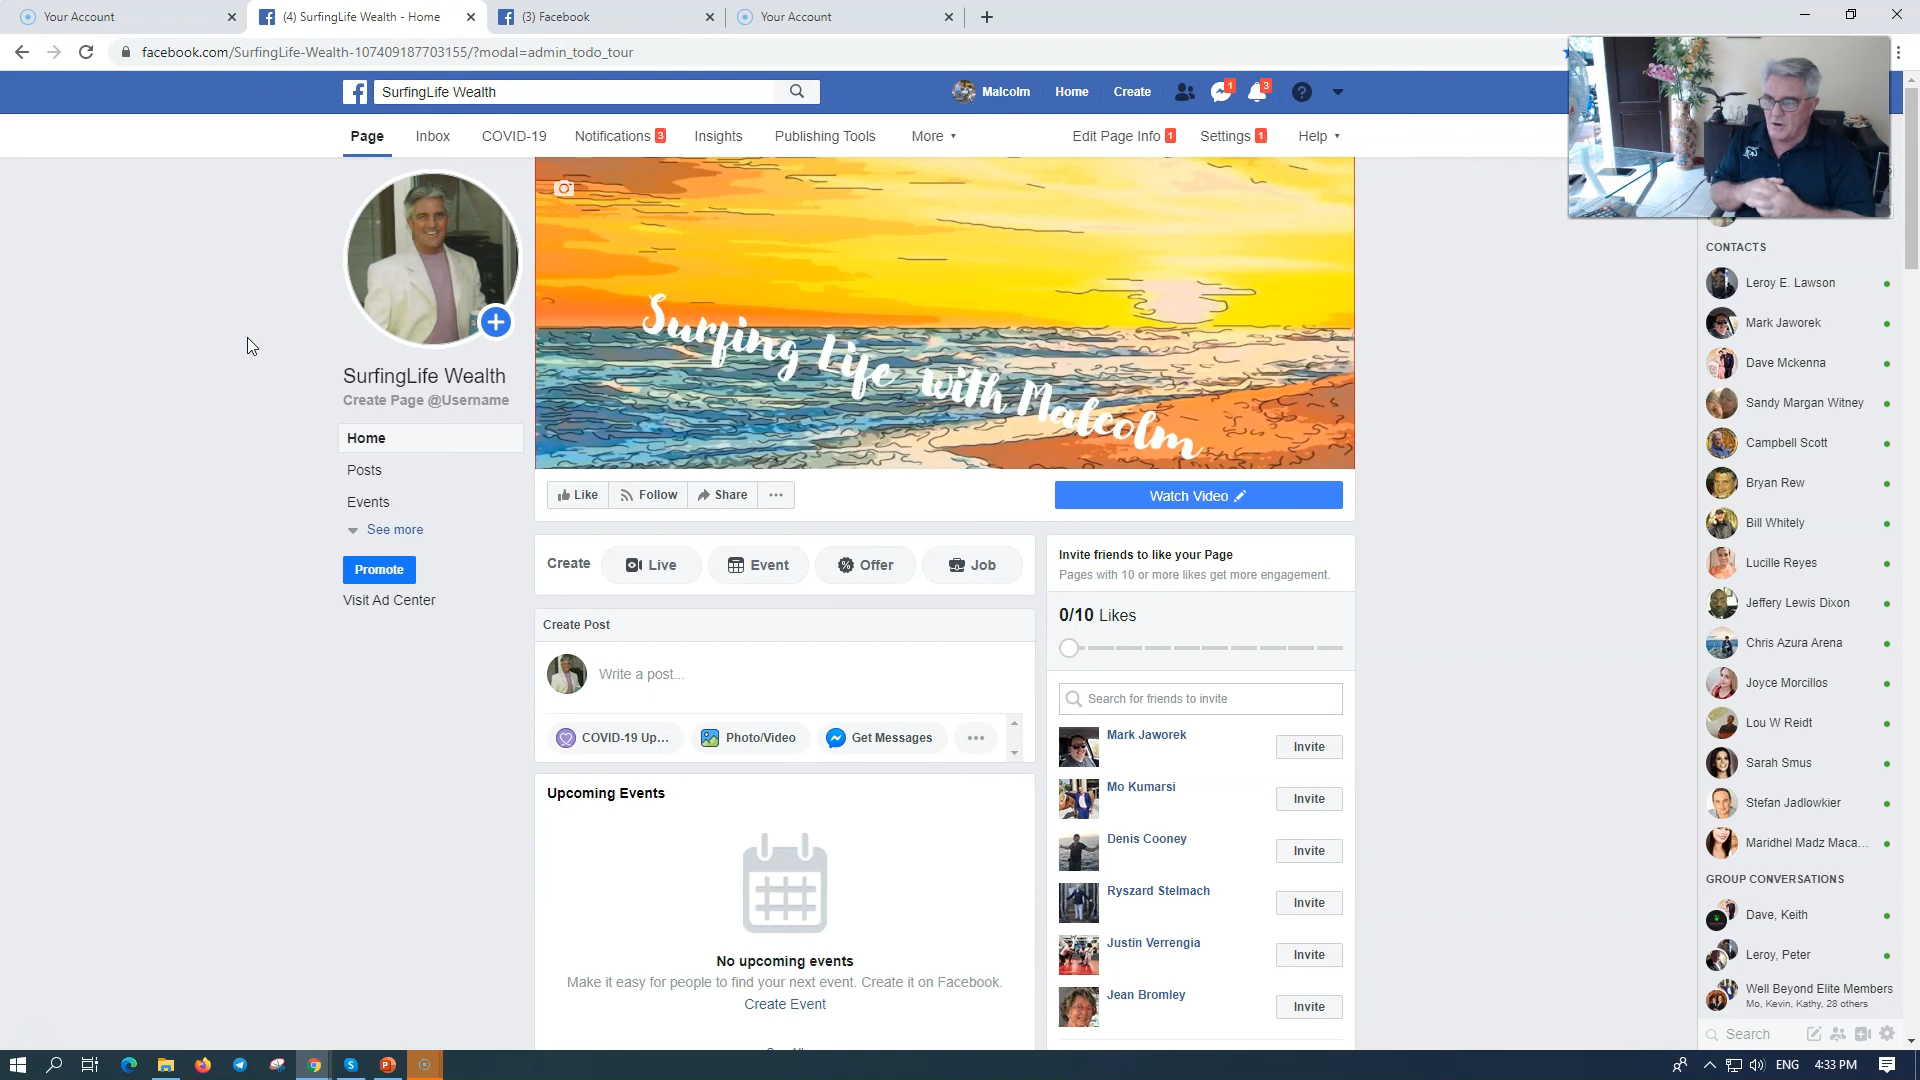 Your Account
(4) SurfingLife Wealth - Home
(3) Facebook
Your Account
facebook.com/SurfingLife-Wealth-107409187703155/?modal=admin_todo_tour
SurfingLife Wealth
Malcolm
Home
Create
1
3
Page
Inbox
COVID-19
Notifications 3
Insights
Publishing Tools
More
Edit Page Info 1
Settings 1
Help
Surfing Life with Malcolm
SurfingLife Wealth
Create Page @Username
Home
Posts
Events
See more
Promote
Visit Ad Center
Like
Follow
Share
Watch Video
Create
Live
Event
Offer
Job
Create Post
Write a post...
COVID-19 Up...
Photo/Video
Get Messages
Upcoming Events
No upcoming events
Make it easy for people to find your next event. Create it on Facebook.
Create Event
Invite friends to like your Page
Pages with 10 or more likes get more engagement.
0/10 Likes
Search for friends to invite
Mark Jaworek
Invite
Mo Kumarsi
Invite
Denis Cooney
Invite
Ryszard Stelmach
Invite
Justin Verrengia
Invite
Jean Bromley
Invite
CONTACTS
Leroy E. Lawson
Mark Jaworek
Dave Mckenna
Sandy Margan Witney
Campbell Scott
Bryan Rew
Bill Whitely
Lucille Reyes
Jeffery Lewis Dixon
Chris Azura Arena
Joyce Morcillos
Lou W Reidt
Sarah Smus
Stefan Jadlowkier
Maridhel Madz Maca...
GROUP CONVERSATIONS
Dave, Keith
Leroy, Peter
Well Beyond Elite Members
Mo, Kevin, Kathy, 28 others
Search
ENG
4:33 PM